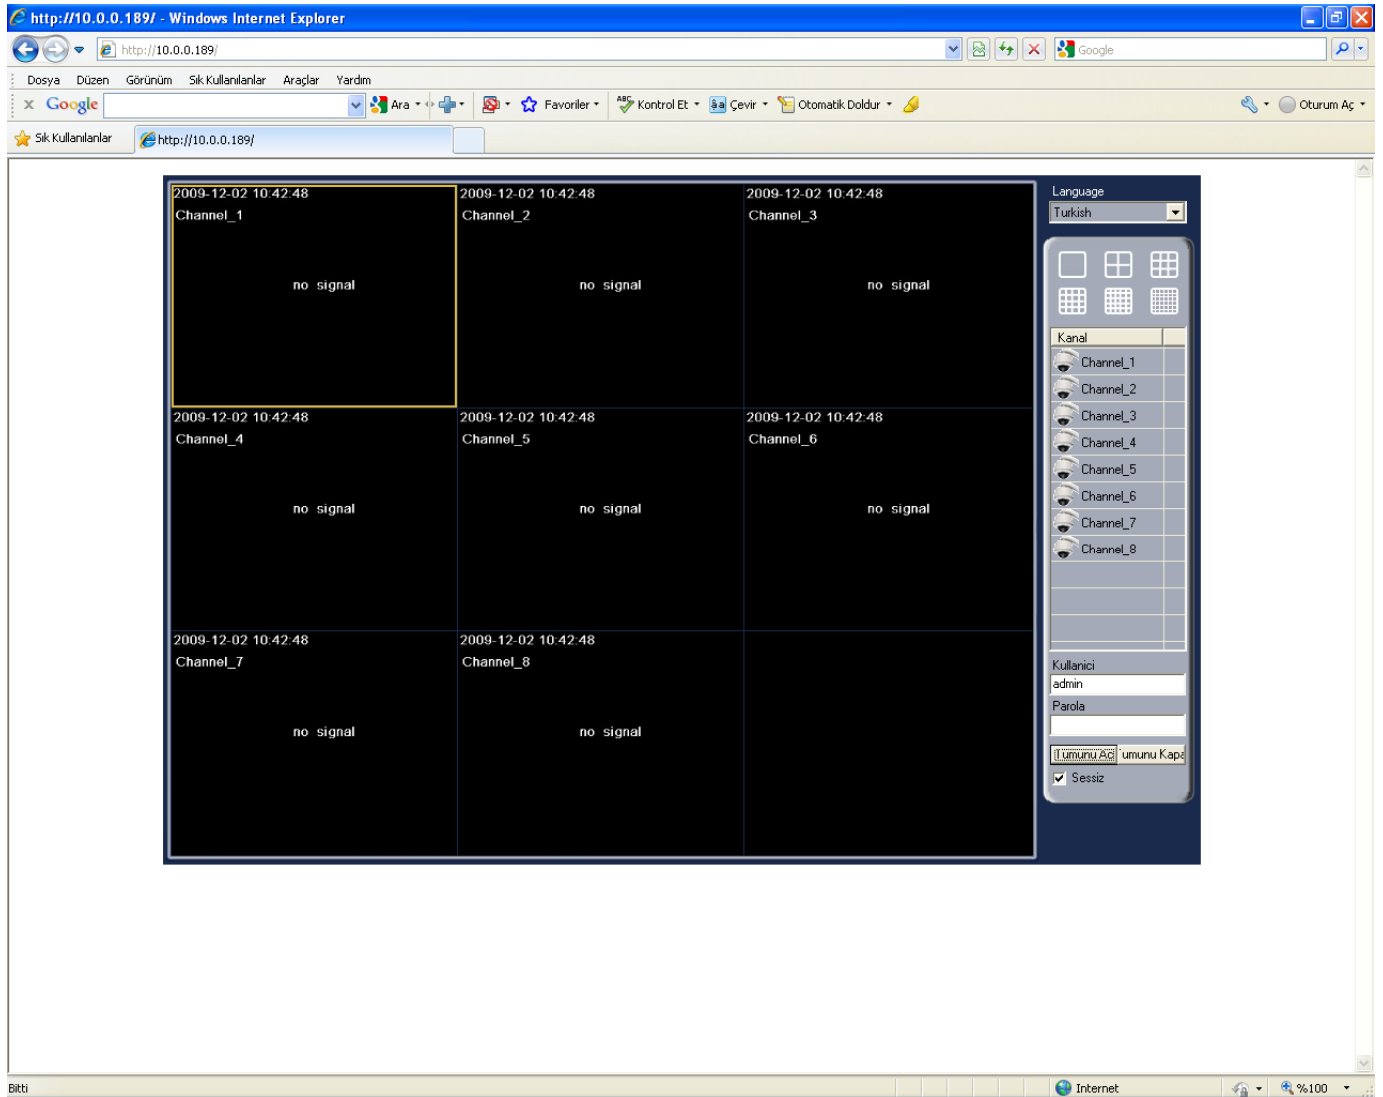 http://10.0.0.189/ - Windows Internet Explorer
http://10.0.0.189/
Google
Dosya Düzen Görünüm Sık Kullanılanlar Araçlar Yardım
x Google Ara Favoriler Kontrol Et Çevir Otomatik Doldur Oturum Aç
Sık Kullanılanlar http://10.0.0.189/
2009-12-02 10:42:48 2009-12-02 10:42:48 2009-12-02 10:42:48
Channel_1 Channel_2 Channel_3
no signal no signal no signal
2009-12-02 10:42:48 2009-12-02 10:42:48 2009-12-02 10:42:48
Channel_4 Channel_5 Channel_6
no signal no signal no signal
2009-12-02 10:42:48 2009-12-02 10:42:48
Channel_7 Channel_8
no signal no signal
Language
Turkish
Kanal
Channel_1
Channel_2
Channel_3
Channel_4
Channel_5
Channel_6
Channel_7
Channel_8
Kullanici
admin
Parola
Tumunu Aç umunu Kapa
Sessiz
Bitti Internet %100